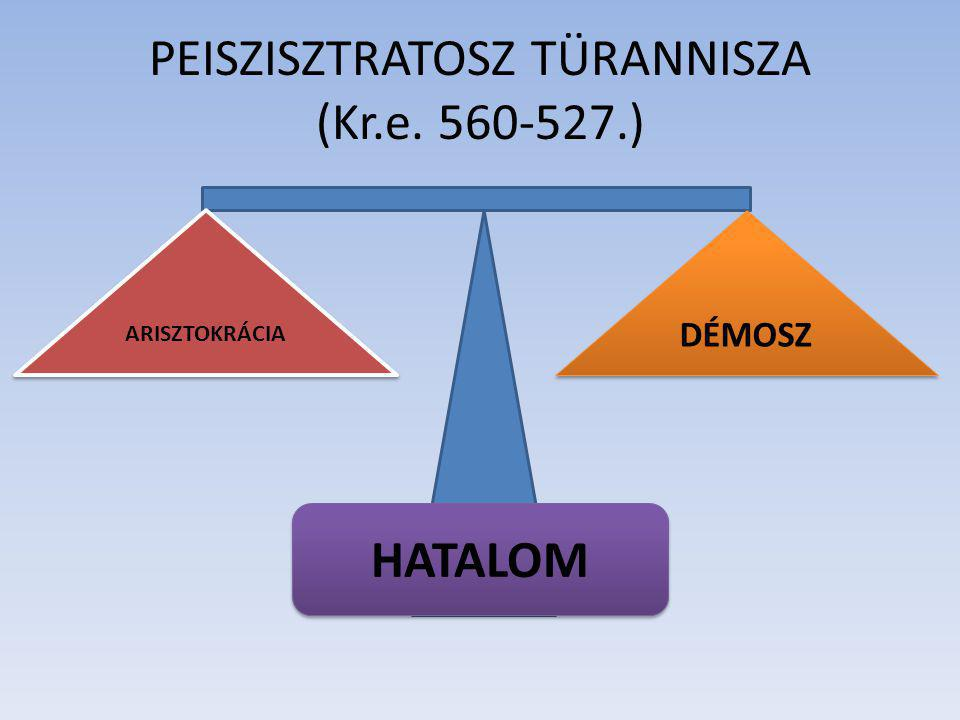 PEISZISZTRATOSZ TÜRANNISZA
(Kr.e. 560-527.)
ARISZTOKRÁCIA
DÉMOSZ
HATALOM